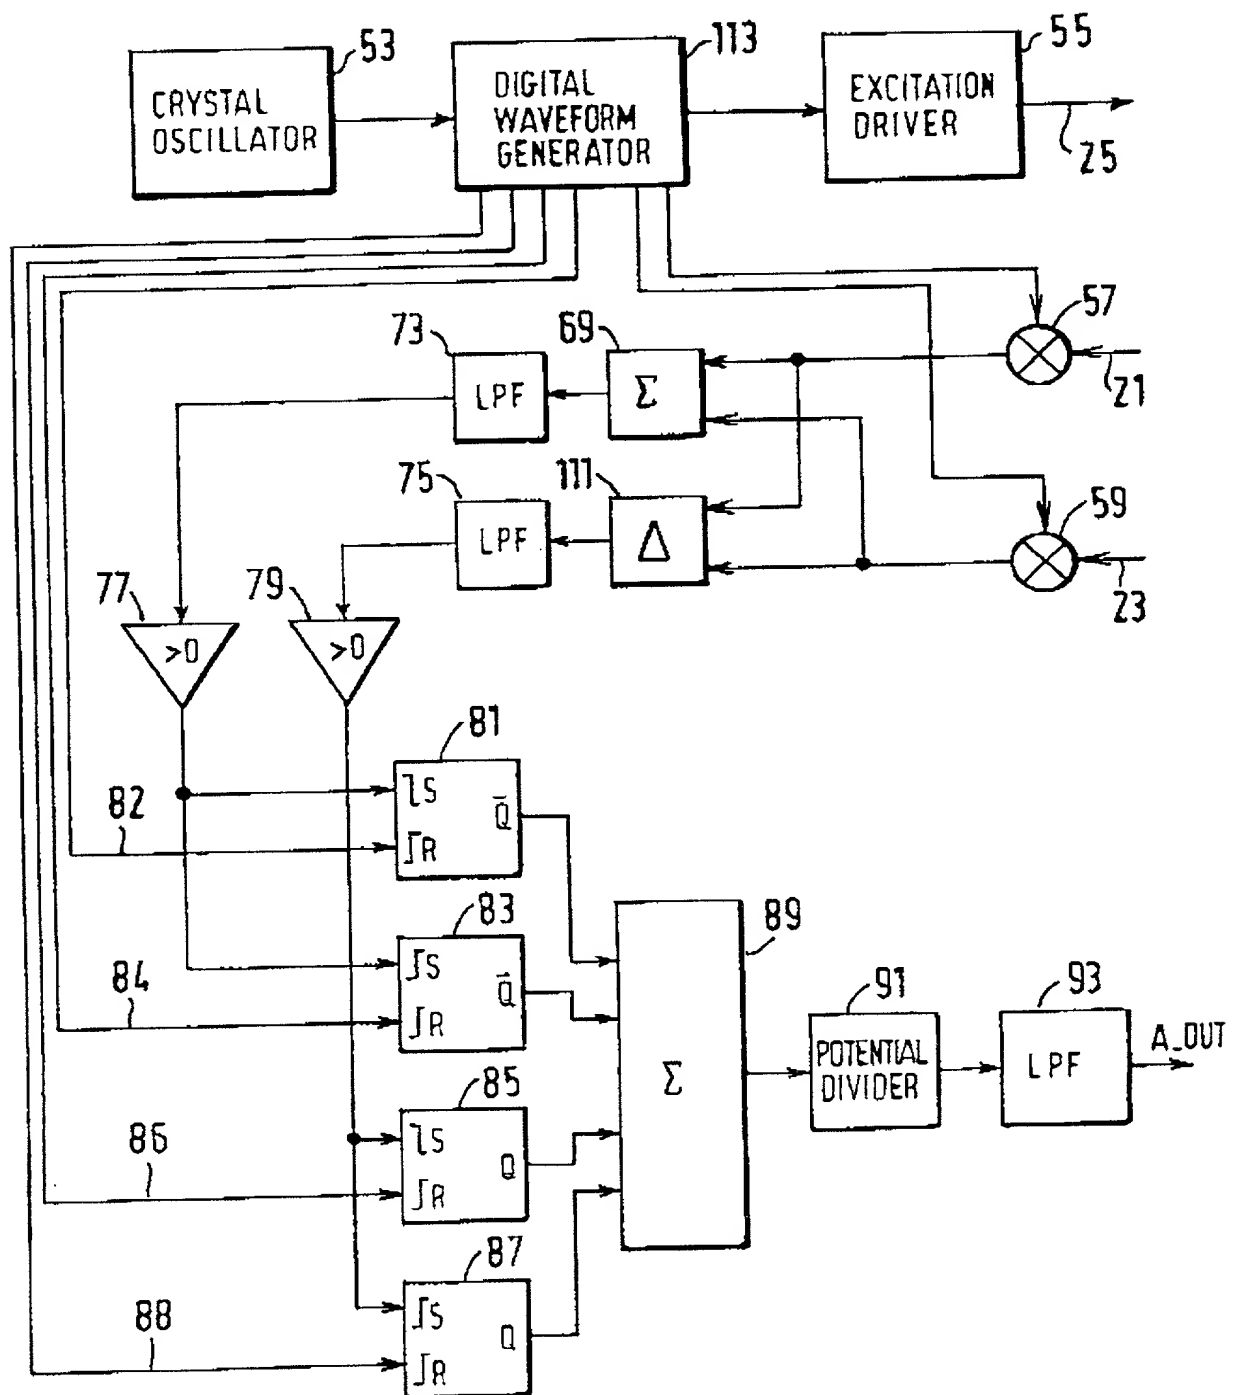 53
113
55
CRYSTAL
OSCILLATOR
DIGITAL
WAVEFORM
GENERATOR
EXCITATION
DRIVER
25
57
21
73
69
LPF
Σ
75
111
LPF
Δ
59
23
77
79
>0
>0
81
82
S
R
Q̅
83
84
S
R
Q̅
89
Σ
91
93
POTENTIAL
DIVIDER
LPF
A_OUT
85
86
S
R
Q
87
88
S
R
Q